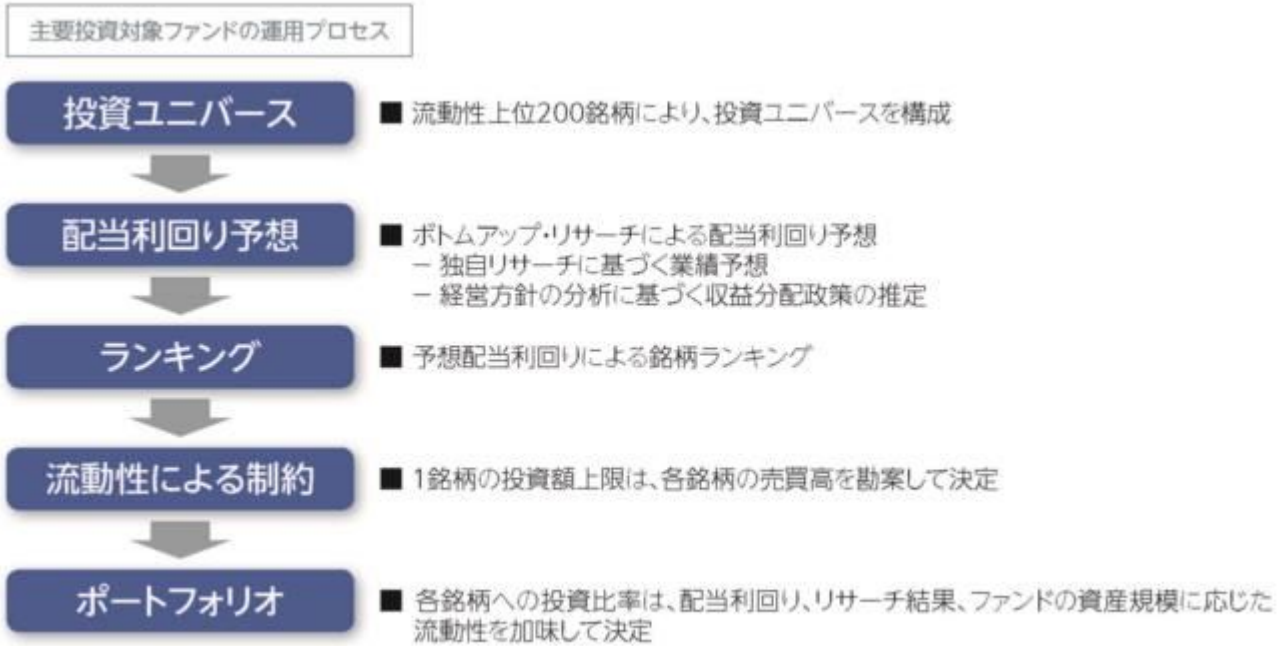 主要投資対象ファンドの運用プロセス
投資ユニバース
■ 流動性上位200銘柄により、投資ユニバースを構成
配当利回り予想
■ ボトムアップ・リサーチによる配当利回り予想
− 独自リサーチに基づく業績予想
− 経営方針の分析に基づく収益分配政策の推定
ランキング
■ 予想配当利回りによる銘柄ランキング
流動性による制約
■ 1銘柄の投資額上限は、各銘柄の売買高を勘案して決定
ポートフォリオ
■ 各銘柄への投資比率は、配当利回り、リサーチ結果、ファンドの資産規模に応じた
流動性を加味して決定